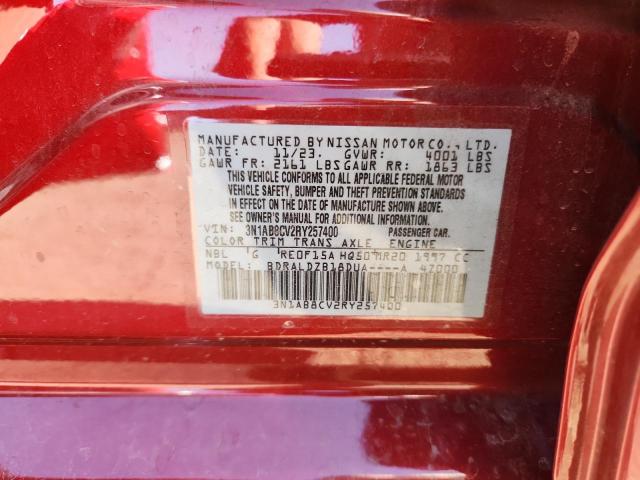 MANUFACTURED BY NISSAN MOTOR CO., LTD.
DATE: 11/23. GVWR: 4001 LBS
GAWR FR: 2161 LBS GAWR RR: 1863 LBS
THIS VEHICLE CONFORMS TO ALL APPLICABLE FEDERAL MOTOR
VEHICLE SAFETY, BUMPER AND THEFT PREVENTION STANDARDS
IN EFFECT ON THE DATE OF MANUFACTURE SHOWN ABOVE.
SEE OWNER'S MANUAL FOR ADDITIONAL INFORMATION.
VIN: 3N1AB8CV2RY257400 PASSENGER CAR.
COLOR TRIM TRANS AXLE ENGINE
NBL G RE0F15A HQ50 MR20 1997 CC
MODEL: BDRALDZB18DUA----A 47000
3N1AB8CV2RY257400